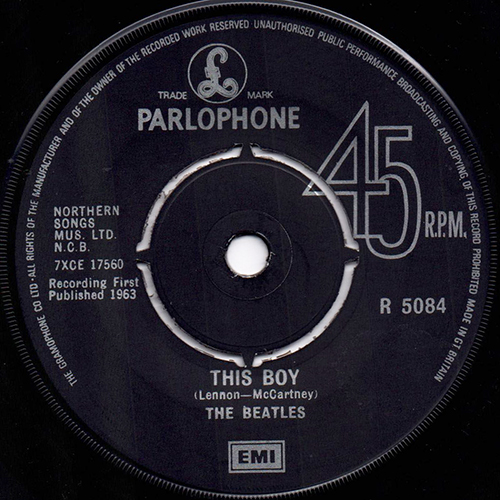 THE GRAMOPHONE CO LTD · ALL RIGHTS OF THE MANUFACTURER AND OF THE OWNER OF THE RECORDED WORK RESERVED UNAUTHORISED PUBLIC PERFORMANCE BROADCASTING AND COPYING OF THIS RECORD PROHIBITED MADE IN GT BRITAIN
£
TRADE MARK
PARLOPHONE
45 R.P.M.
NORTHERN
SONGS
MUS. LTD.
N.C.B.
7XCE 17560
Recording First
Published 1963
R 5084
THIS BOY
(Lennon—McCartney)
THE BEATLES
EMI